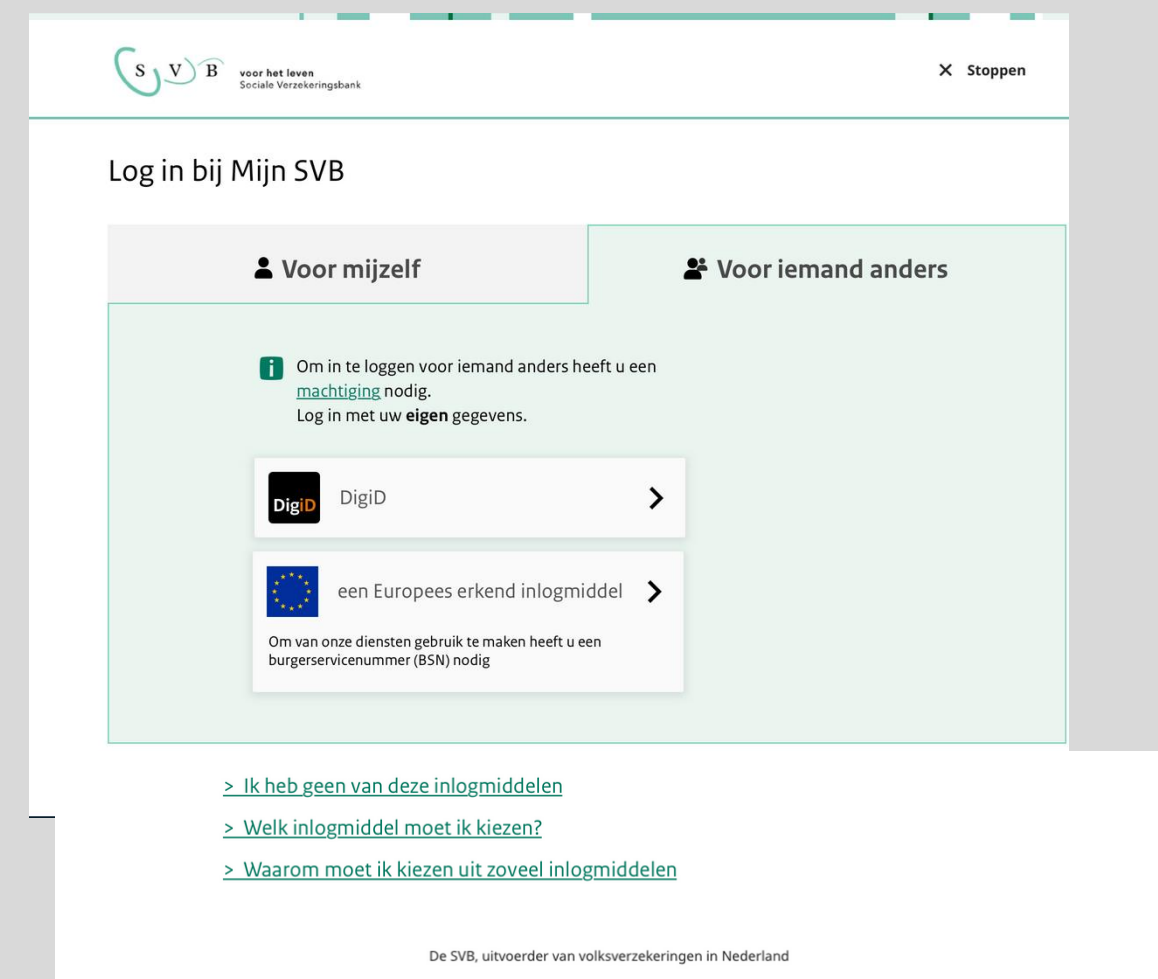 S V B
voor het leven
Sociale Verzekeringsbank
Stoppen
Log in bij Mijn SVB
Voor mijzelf
Voor iemand anders
i
Om in te loggen voor iemand anders heeft u een
machtiging nodig.
Log in met uw eigen gegevens.
DigiD
DigiD
een Europees erkend inlogmiddel
Om van onze diensten gebruik te maken heeft u een
burgerservicenummer (BSN) nodig
> Ik heb geen van deze inlogmiddelen
> Welk inlogmiddel moet ik kiezen?
> Waarom moet ik kiezen uit zoveel inlogmiddelen
De SVB, uitvoerder van volksverzekeringen in Nederland